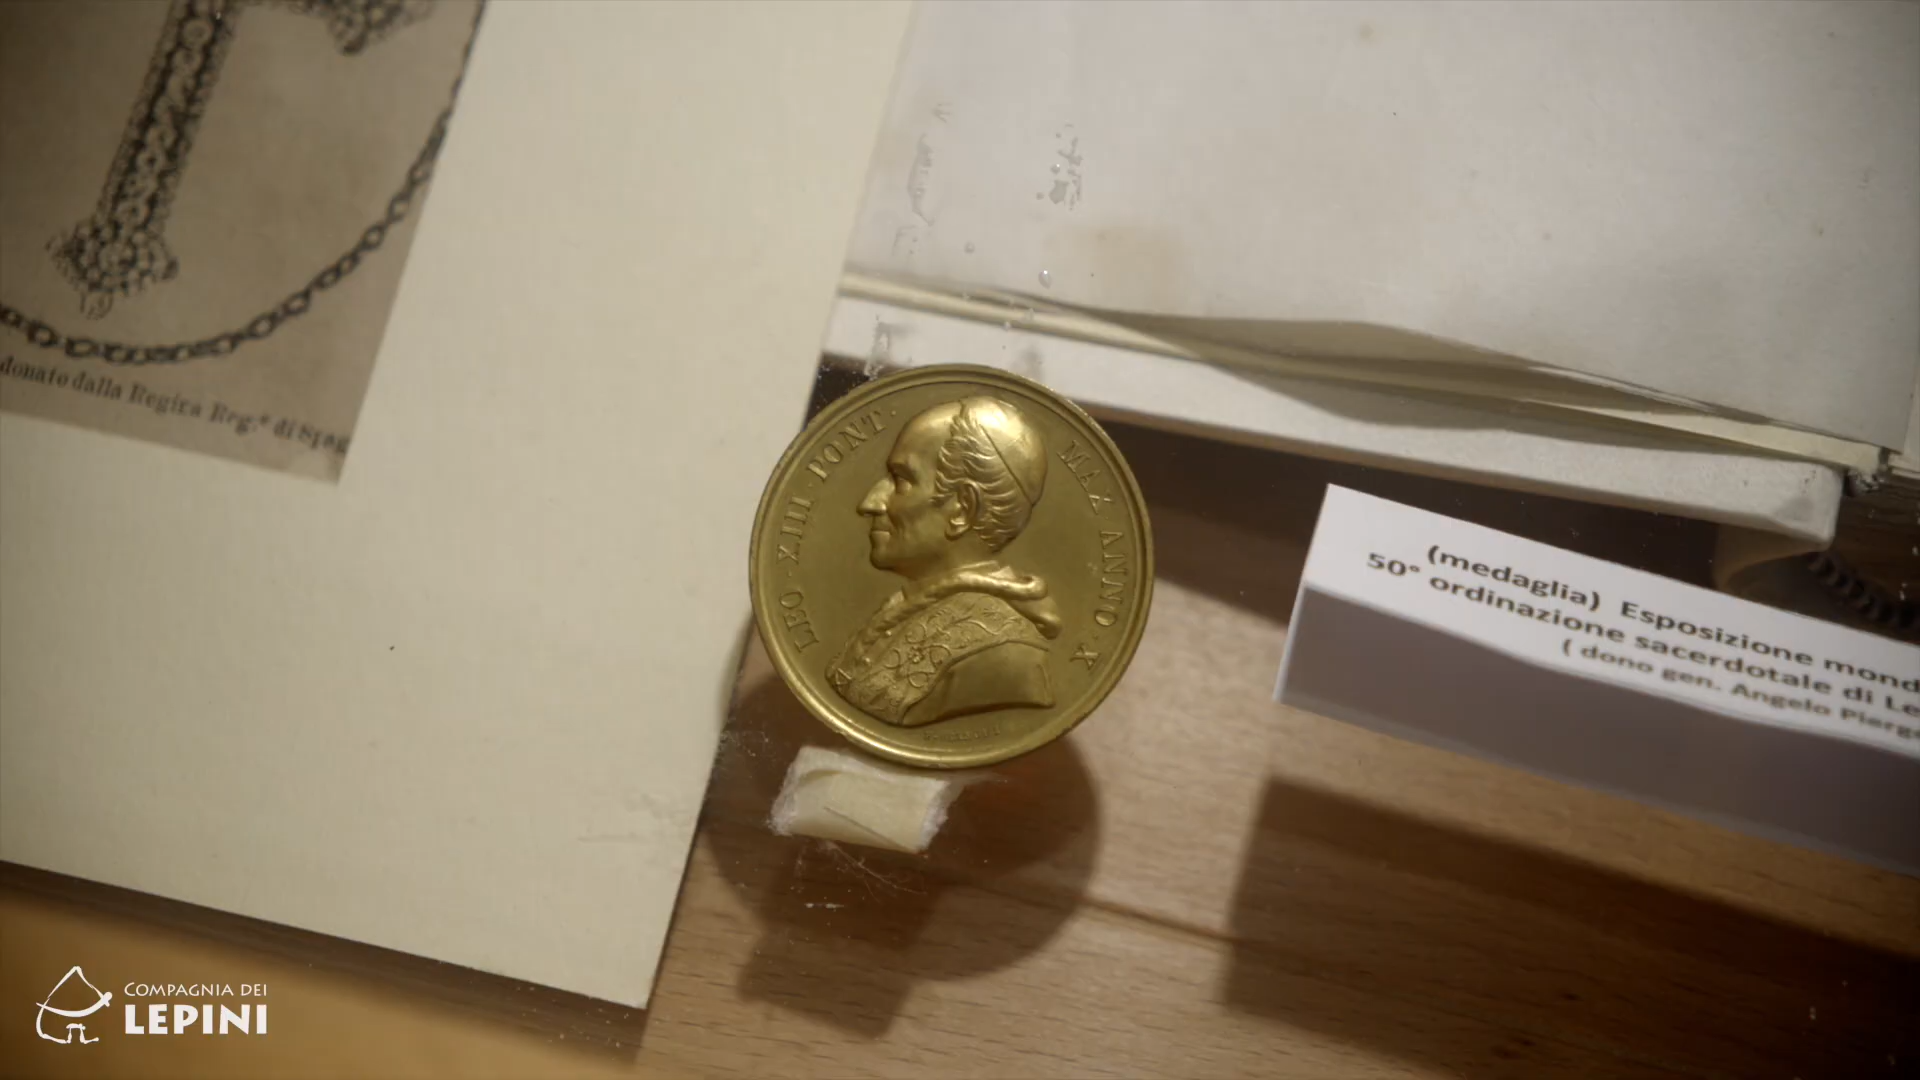 donato dalla Regina Reg.ᵉ di Spag
LEO · XIII · PONT · MAX ANNO · X
(medaglia) Esposizione mond
50° ordinazione sacerdotale di Le
( dono gen. Angelo Pierg
COMPAGNIA DEI
LEPINI